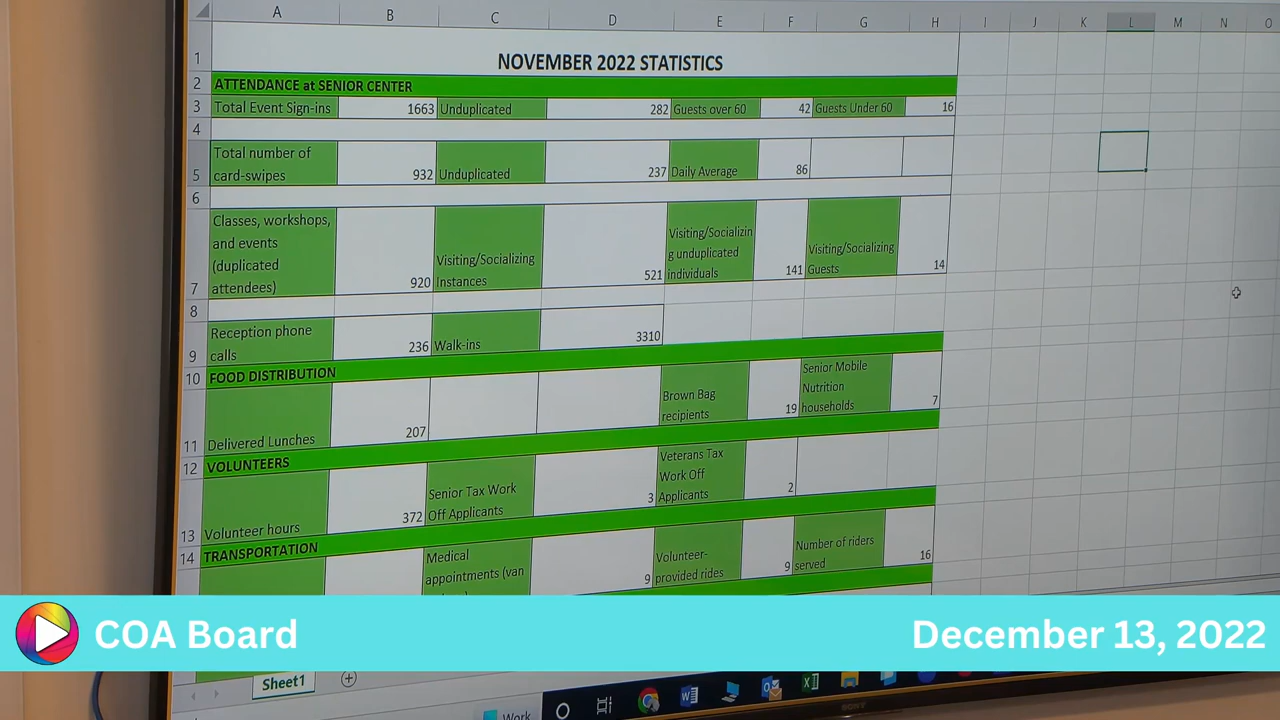 A B C D E F G H I J K L M N O
1 NOVEMBER 2022 STATISTICS
2 ATTENDANCE at SENIOR CENTER
3 Total Event Sign-ins 1663 Unduplicated 282 Guests over 60 42 Guests Under 60 16
4
5 Total number of card-swipes 932 Unduplicated 237 Daily Average 86
6
7 Classes, workshops, and events (duplicated attendees) 920 Visiting/Socializing Instances 521 Visiting/Socializing unduplicated individuals 141 Visiting/Socializing Guests 14
8
9 Reception phone calls 236 Walk-ins 3310
10 FOOD DISTRIBUTION
11 Delivered Lunches 207 Brown Bag recipients 19 Senior Mobile Nutrition households 7
12 VOLUNTEERS
13 Volunteer hours 372 Senior Tax Work Off Applicants 3 Veterans Tax Work Off Applicants 2
14 TRANSPORTATION
Medical appointments (van 9 Volunteer-provided rides 9 Number of riders served 16
COA Board December 13, 2022
Sheet1
Work
SONY